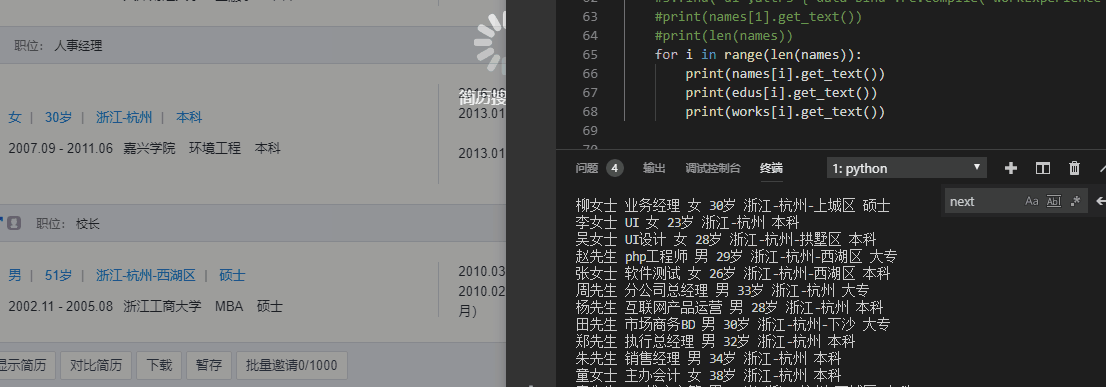 职位： 人事经理
女 | 30岁 | 浙江-杭州 | 本科
2007.09 - 2011.06 嘉兴学院 环境工程 本科
简历搜
2013.01
2013.01
职位： 校长
男 | 51岁 | 浙江-杭州-西湖区 | 硕士
2002.11 - 2005.08 浙江工商大学 MBA 硕士
2010.03
2010.02
月）
显示简历 对比简历 下载 暂存 批量邀请0/1000
63 #print(names[1].get_text())
64 #print(len(names))
65 for i in range(len(names)):
66 print(names[i].get_text())
67 print(edus[i].get_text())
68 print(works[i].get_text())
69
问题 4 输出 调试控制台 终端 1: python
next Aa Abl .*
柳女士 业务经理 女 30岁 浙江-杭州-上城区 硕士
李女士 UI 女 23岁 浙江-杭州 本科
吴女士 UI设计 女 28岁 浙江-杭州-拱墅区 本科
赵先生 php工程师 男 29岁 浙江-杭州-西湖区 大专
张女士 软件测试 女 26岁 浙江-杭州-西湖区 本科
周先生 分公司总经理 男 33岁 浙江-杭州 大专
杨先生 互联网产品运营 男 28岁 浙江-杭州 本科
田先生 市场商务BD 男 30岁 浙江-杭州-下沙 大专
郑先生 执行总经理 男 32岁 浙江-杭州 本科
朱先生 销售经理 男 34岁 浙江-杭州 本科
童女士 主办会计 女 38岁 浙江-杭州 本科